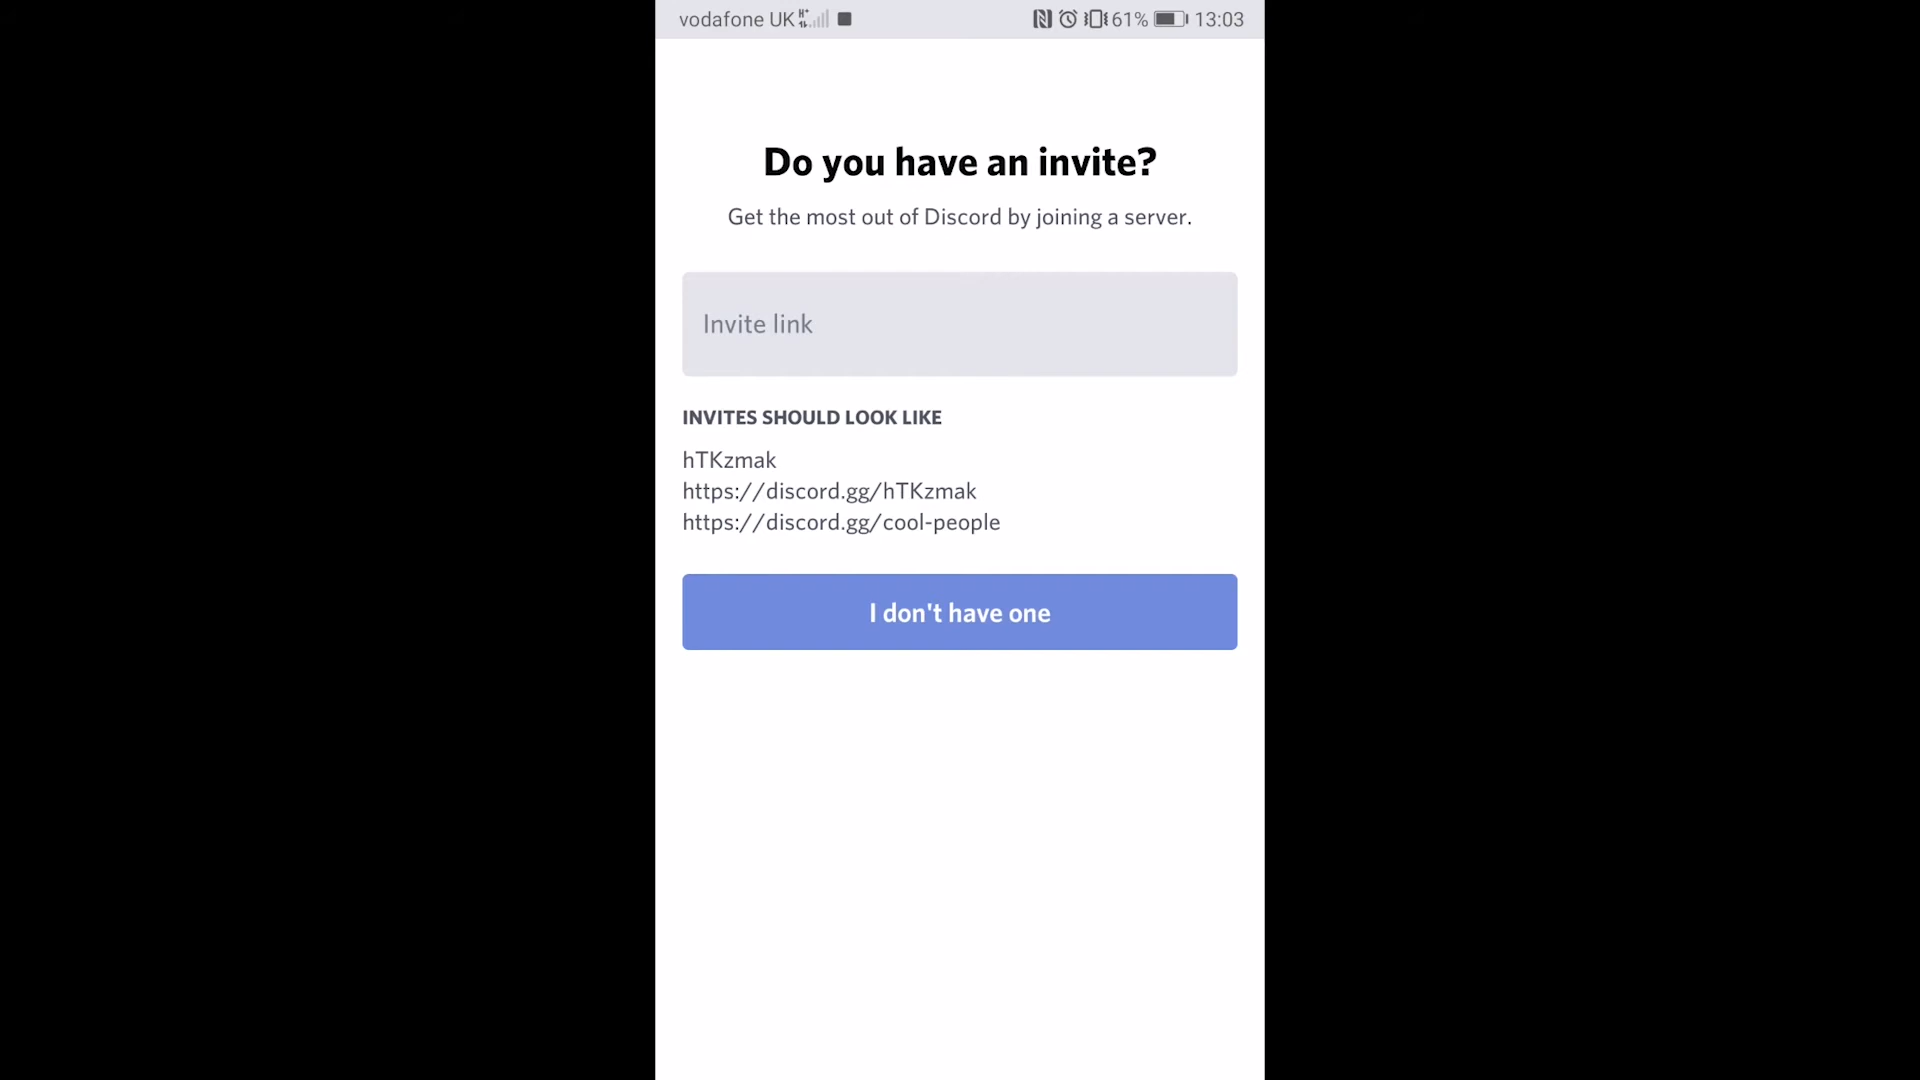 vodafone UK 61% 13:03
Do you have an invite?
Get the most out of Discord by joining a server.
Invite link
INVITES SHOULD LOOK LIKE
hTKzmak
https://discord.gg/hTKzmak
https://discord.gg/cool-people
I don't have one